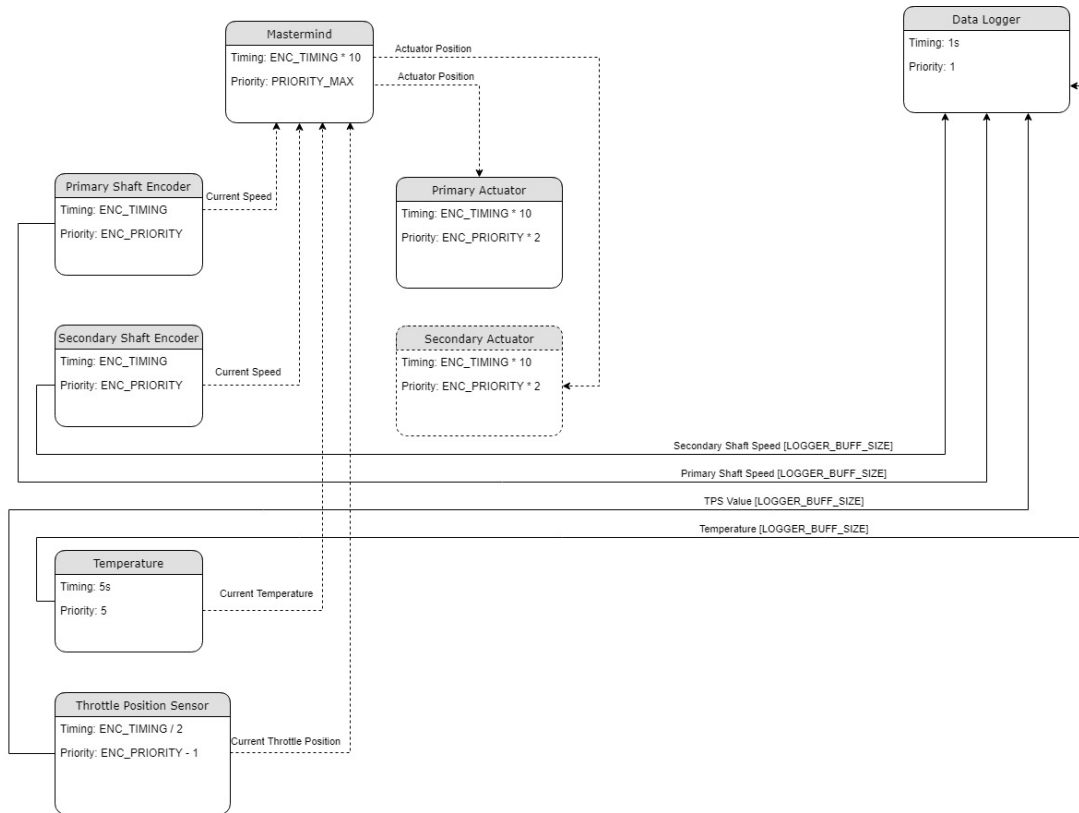 Mastermind
Timing: ENC_TIMING * 10
Priority: PRIORITY_MAX
Actuator Position
Actuator Position
Data Logger
Timing: 1s
Priority: 1
Primary Shaft Encoder
Timing: ENC_TIMING
Priority: ENC_PRIORITY
Current Speed
Primary Actuator
Timing: ENC_TIMING * 10
Priority: ENC_PRIORITY * 2
Secondary Shaft Encoder
Timing: ENC_TIMING
Priority: ENC_PRIORITY
Current Speed
Secondary Actuator
Timing: ENC_TIMING * 10
Priority: ENC_PRIORITY * 2
Secondary Shaft Speed [LOGGER_BUFF_SIZE]
Primary Shaft Speed [LOGGER_BUFF_SIZE]
TPS Value [LOGGER_BUFF_SIZE]
Temperature [LOGGER_BUFF_SIZE]
Temperature
Timing: 5s
Priority: 5
Current Temperature
Throttle Position Sensor
Timing: ENC_TIMING / 2
Priority: ENC_PRIORITY - 1
Current Throttle Position